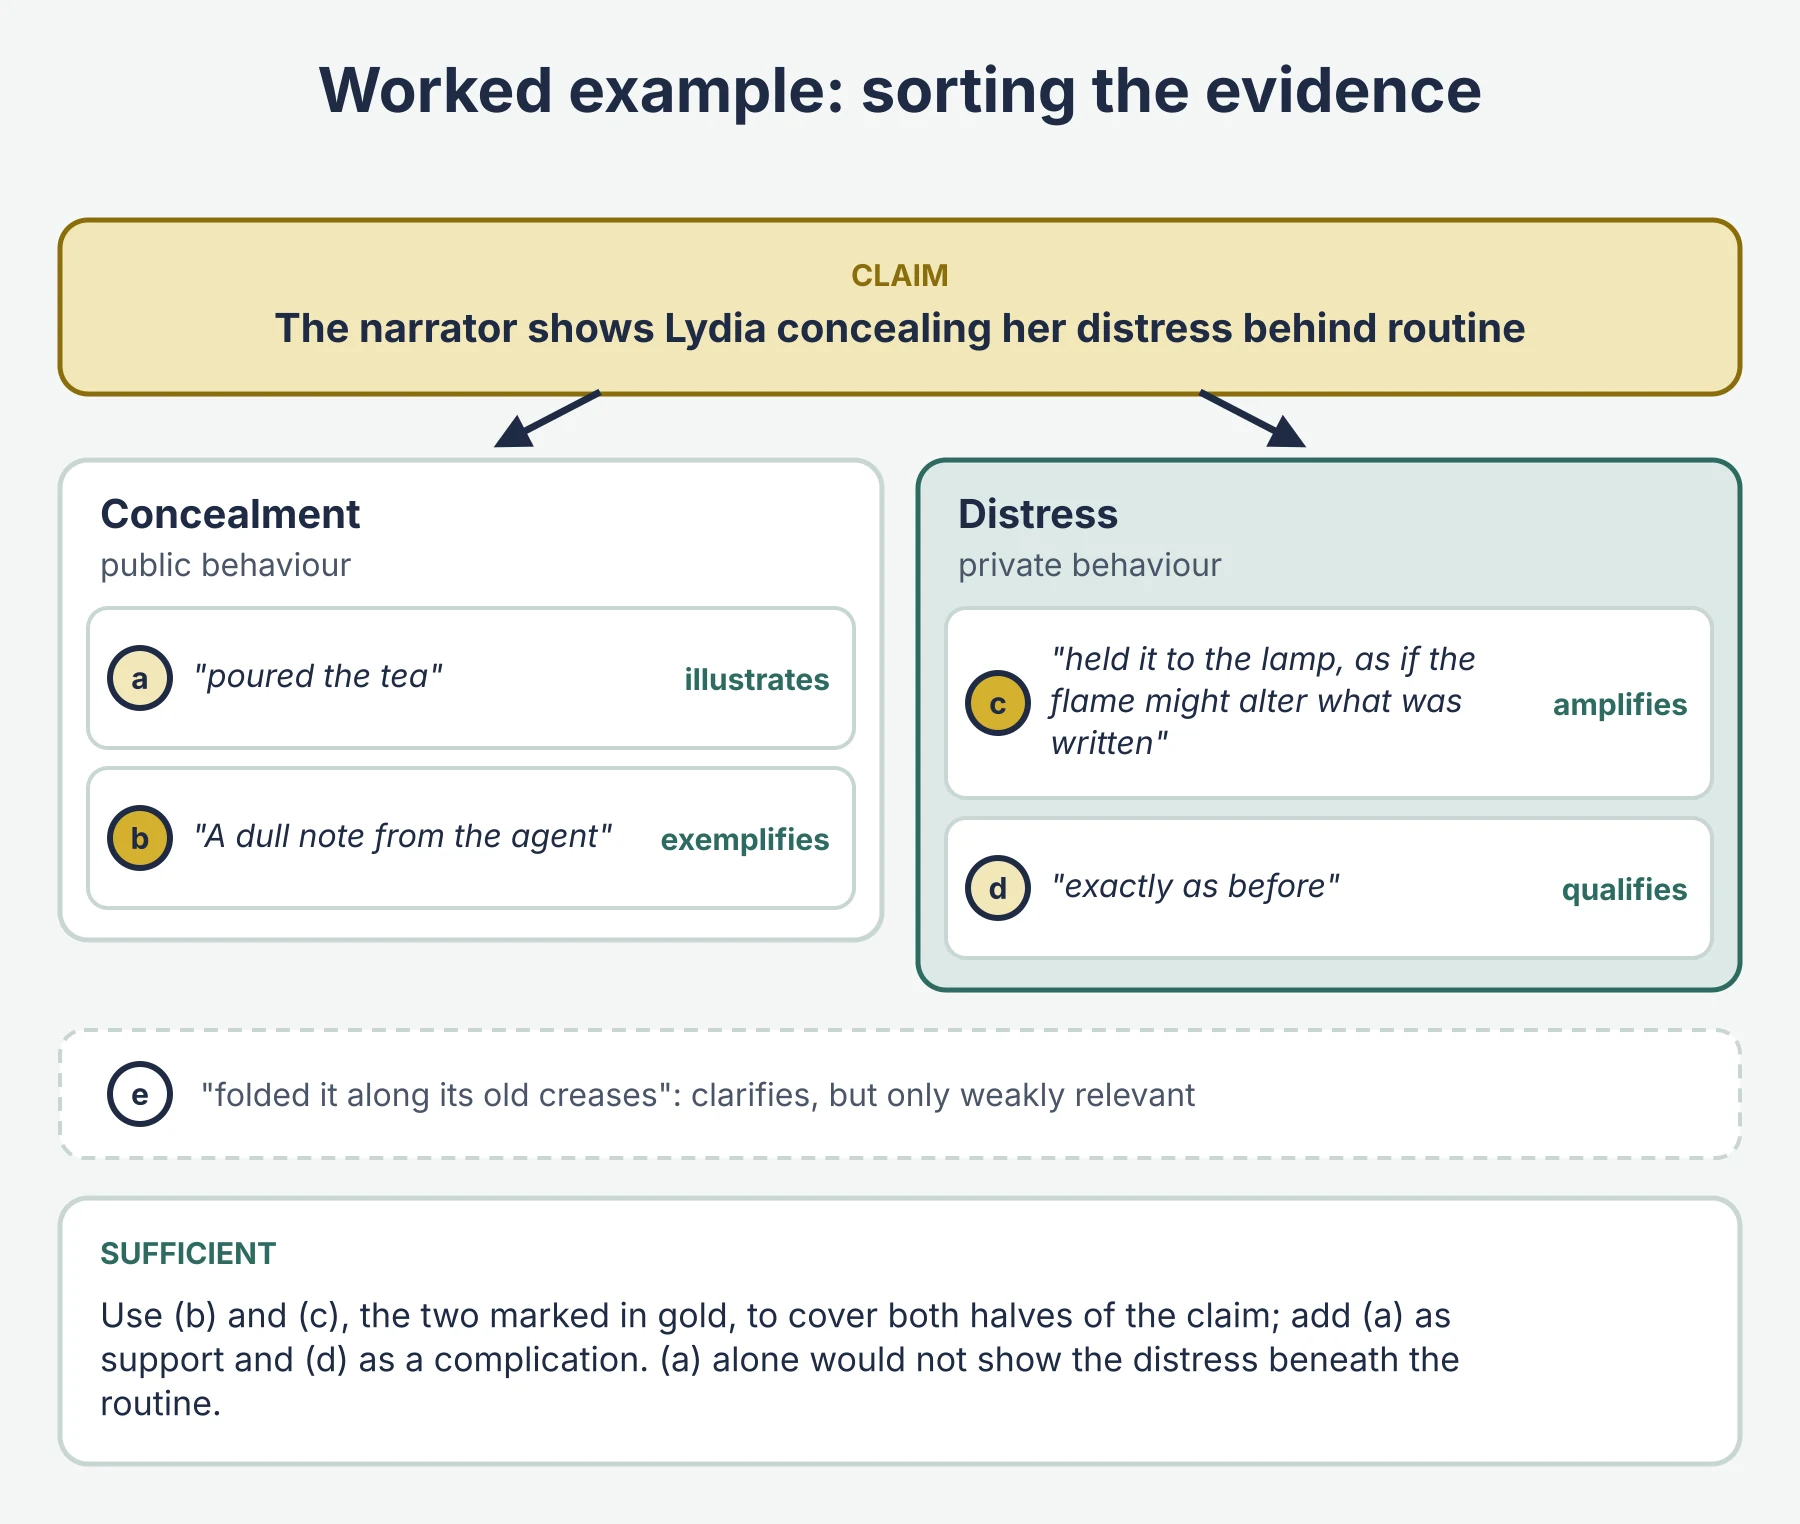 Worked example: sorting the evidence
CLAIM
The narrator shows Lydia concealing her distress behind routine
Concealment
public behaviour
a "poured the tea" illustrates
b "A dull note from the agent" exemplifies
Distress
private behaviour
"held it to the lamp, as if the
c flame might alter what was amplifies
written"
d "exactly as before" qualifies
e "folded it along its old creases": clarifies, but only weakly relevant
SUFFICIENT
Use (b) and (c), the two marked in gold, to cover both halves of the claim; add (a) as
support and (d) as a complication. (a) alone would not show the distress beneath the
routine.